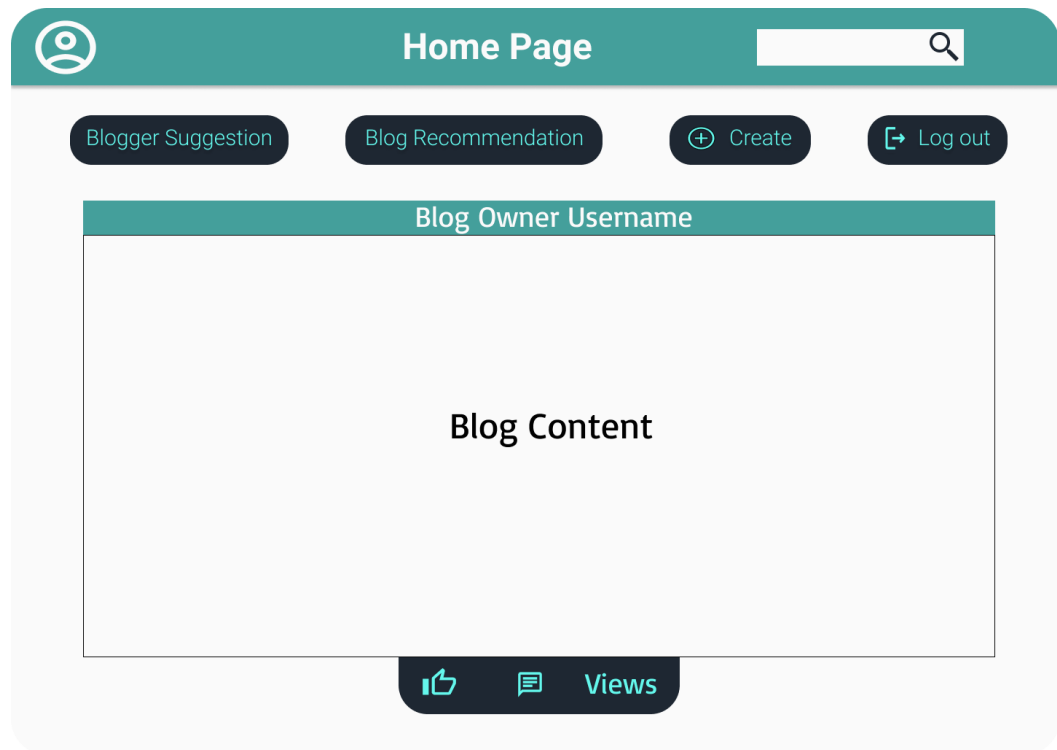 Home Page
Blogger Suggestion
Blog Recommendation
Create
Log out
Blog Owner Username
Blog Content
Views